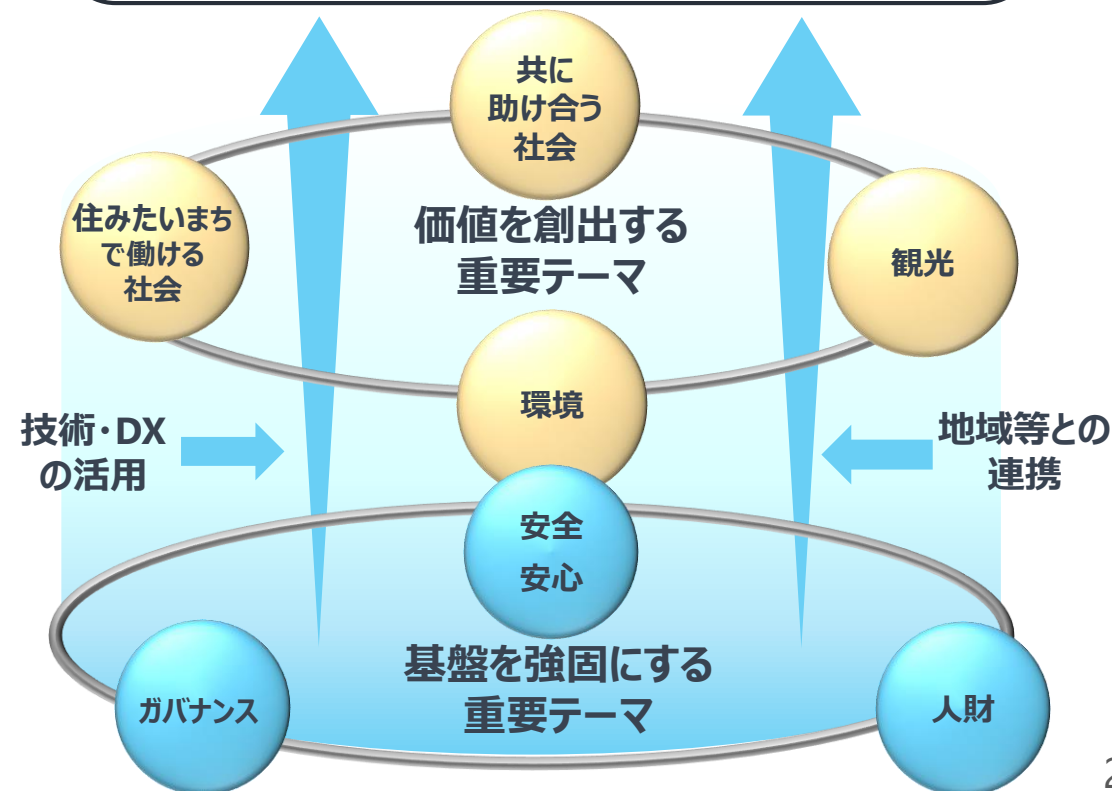 共に
助け合う
社会
住みたいまち
で働ける
社会
価値を創出する
重要テーマ
観光
環境
技術・DX
の活用
地域等との
連携
安全
安心
基盤を強固にする
重要テーマ
ガバナンス
人財
2